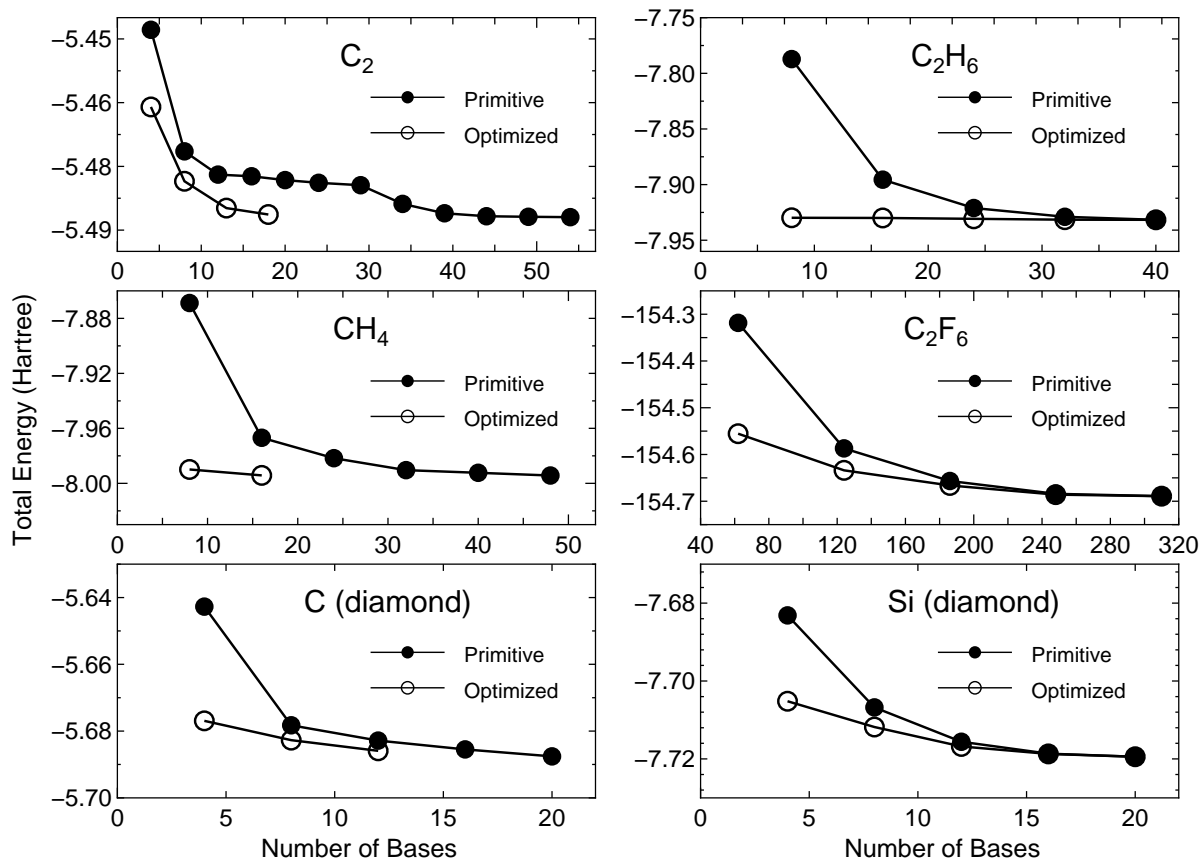 Total Energy (Hartree)
C₂
Primitive
Optimized
−5.45
−5.46
−5.47
−5.48
−5.49
0 10 20 30 40 50
C₂H₆
Primitive
Optimized
−7.75
−7.80
−7.85
−7.90
−7.95
0 10 20 30 40
CH₄
Primitive
Optimized
−7.88
−7.92
−7.96
−8.00
0 10 20 30 40 50
C₂F₆
Primitive
Optimized
−154.3
−154.4
−154.5
−154.6
−154.7
40 80 120 160 200 240 280 320
C (diamond)
Primitive
Optimized
−5.64
−5.66
−5.68
−5.70
0 5 10 15 20
Number of Bases
Si (diamond)
Primitive
Optimized
−7.68
−7.70
−7.72
0 5 10 15 20
Number of Bases